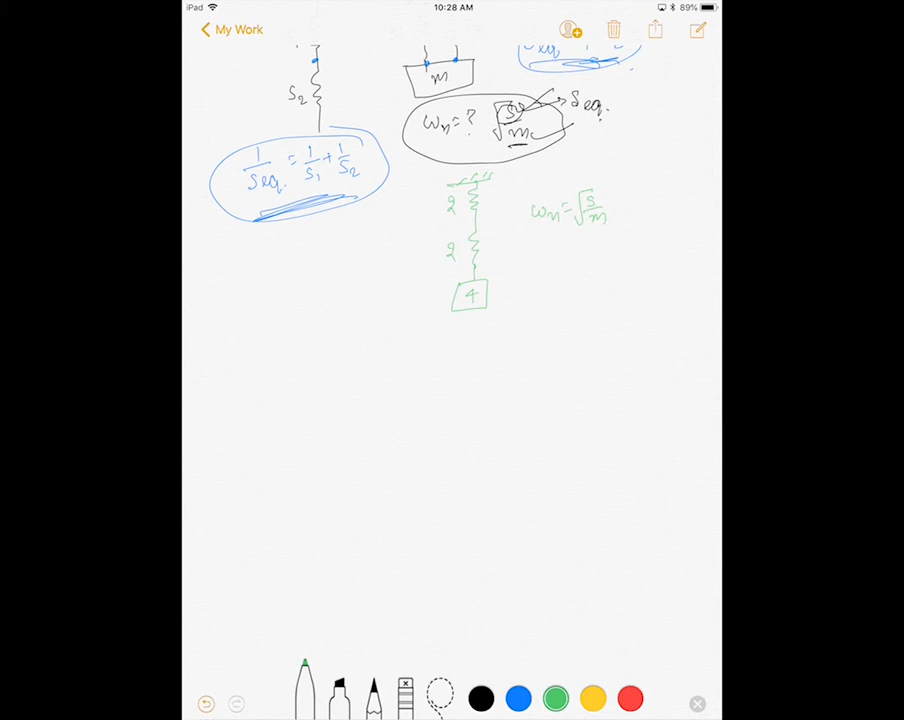 iPad
10:28 AM
89%
My Work
S2
m
ωn = ? √s/m
Seq.
1/Seq. = 1/S1 + 1/S2
2
ωn = √s/m
2
4